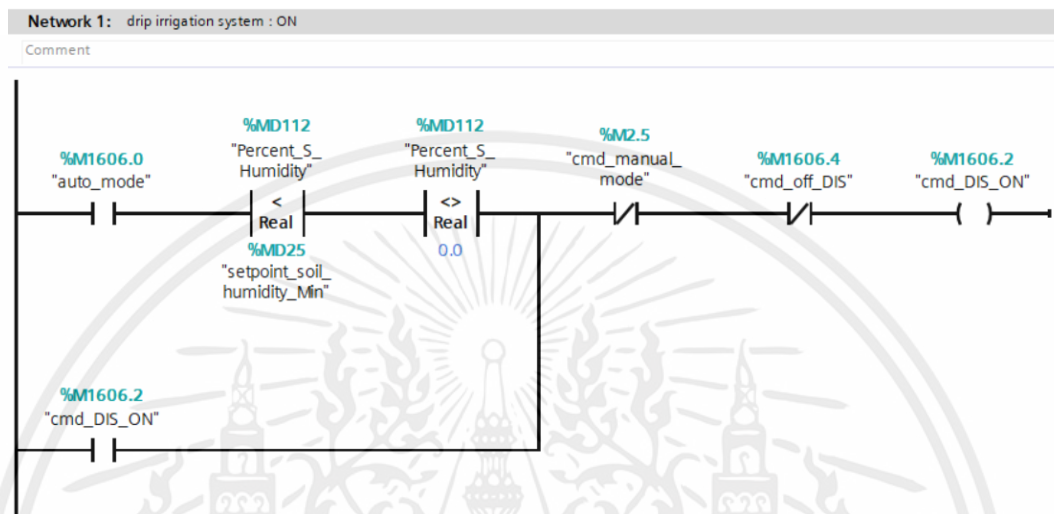 Network 1: drip irrigation system : ON
Comment
%M1606.0
"auto_mode"
%MD112
"Percent_S_
Humidity"
<
Real
%MD25
"setpoint_soil_
humidity_Min"
%MD112
"Percent_S_
Humidity"
<>
Real
0.0
%M2.5
"cmd_manual_
mode"
%M1606.4
"cmd_off_DIS"
%M1606.2
"cmd_DIS_ON"
%M1606.2
"cmd_DIS_ON"